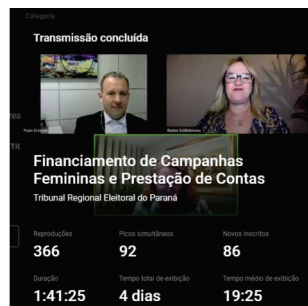 Categoria
Transmissão concluída
Financiamento de Campanhas
Femininas e Prestação de Contas
Tribunal Regional Eleitoral do Paraná
Reproduções
Picos simultâneos
Novos inscritos
366
92
86
Duração
Tempo total de exibição
Tempo médio de exibição
1:41:25
4 dias
19:25